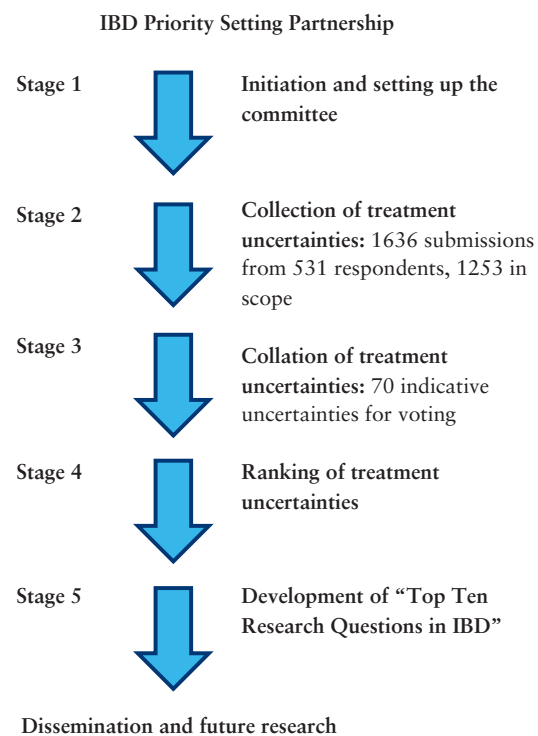 IBD Priority Setting Partnership
Stage 1
Initiation and setting up the
committee
Stage 2
Collection of treatment
uncertainties: 1636 submissions
from 531 respondents, 1253 in
scope
Stage 3
Collation of treatment
uncertainties: 70 indicative
uncertainties for voting
Stage 4
Ranking of treatment
uncertainties
Stage 5
Development of “Top Ten
Research Questions in IBD”
Dissemination and future research